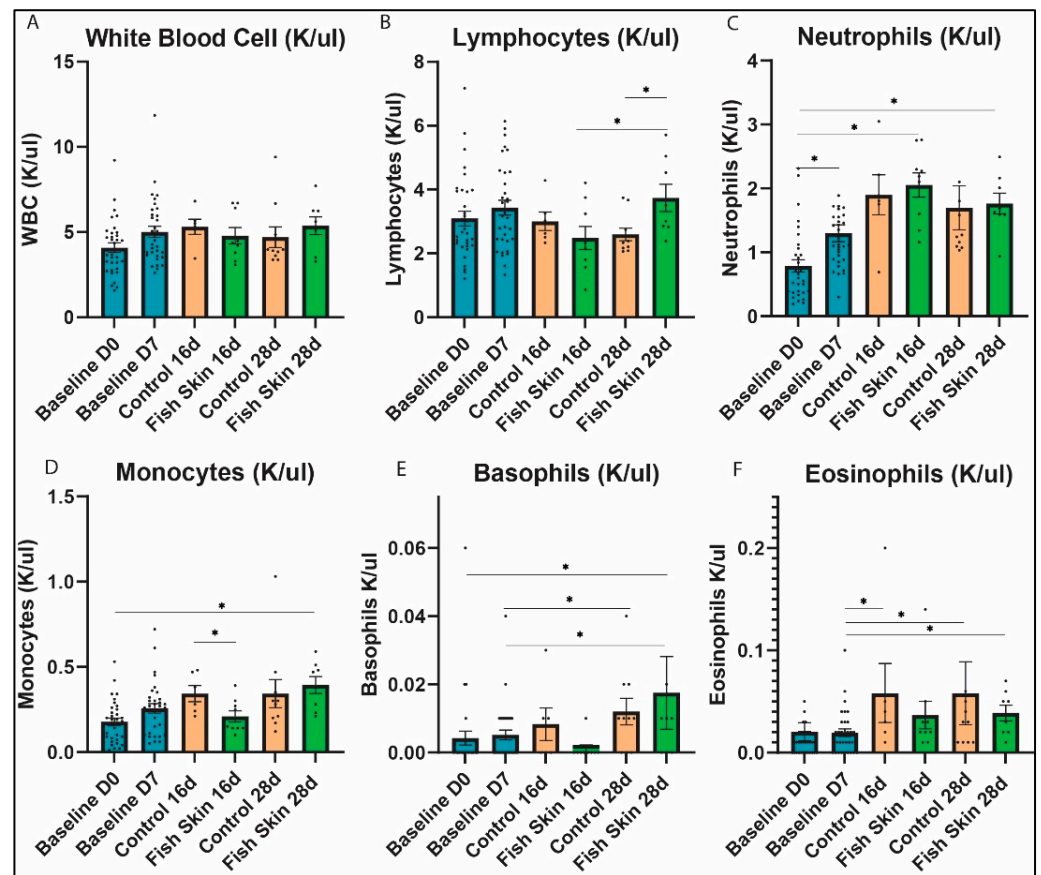 A
White Blood Cell (K/ul)
WBC (K/ul)
15
10
5
0
Baseline D0
Baseline D7
Control 16d
Fish Skin 16d
Control 28d
Fish Skin 28d
B
Lymphocytes (K/ul)
Lymphocytes (K/ul)
8
6
4
2
0
*
*
Baseline D0
Baseline D7
Control 16d
Fish Skin 16d
Control 28d
Fish Skin 28d
C
Neutrophils (K/ul)
Neutrophils (K/ul)
4
3
2
1
0
*
*
*
Baseline D0
Baseline D7
Control 16d
Fish Skin 16d
Control 28d
Fish Skin 28d
D
Monocytes (K/ul)
Monocytes (K/ul)
1.5
1.0
0.5
0.0
*
*
Baseline D0
Baseline D7
Control 16d
Fish Skin 16d
Control 28d
Fish Skin 28d
E
Basophils (K/ul)
Basophils K/ul
0.06
0.04
0.02
0.00
*
*
*
Baseline D0
Baseline D7
Control 16d
Fish Skin 16d
Control 28d
Fish Skin 28d
F
Eosinophils (K/ul)
Eosinophils K/ul
0.2
0.1
0.0
*
*
*
Baseline D0
Baseline D7
Control 16d
Fish Skin 16d
Control 28d
Fish Skin 28d